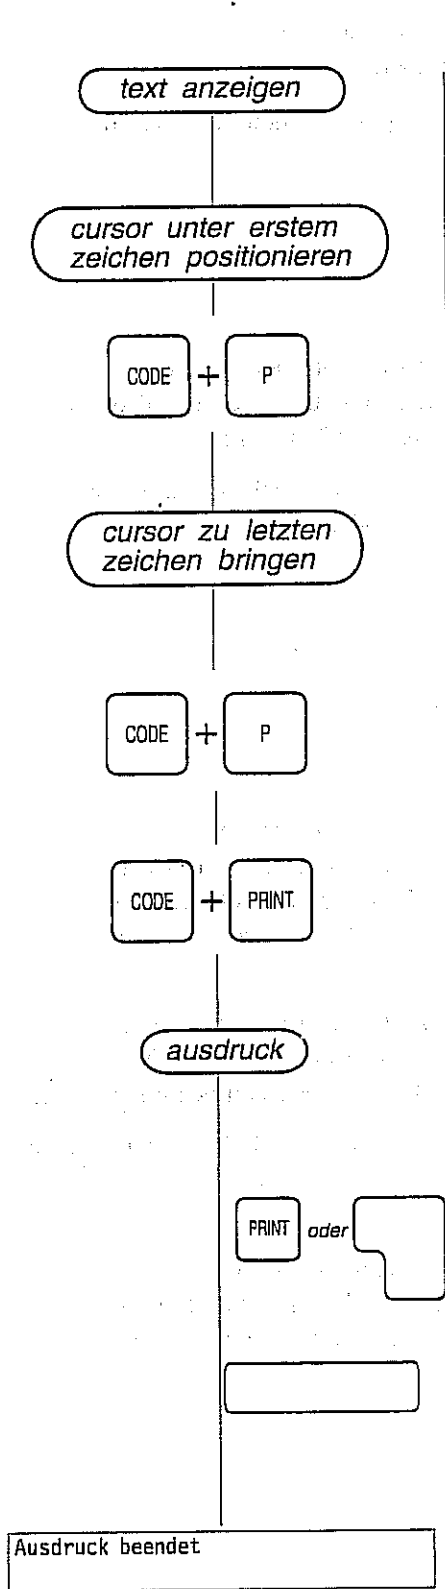 text anzeigen
cursor unter erstem
zeichen positionieren
CODE + P
cursor zu letzten
zeichen bringen
CODE + P
CODE + PRINT
ausdruck
PRINT oder
Ausdruck beendet